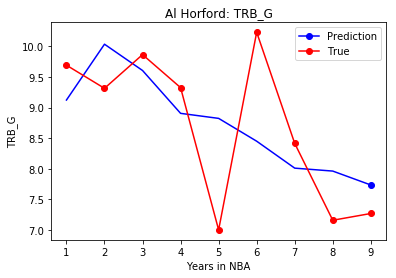 Al Horford: TRB_G
Prediction
True
10.0
9.5
9.0
8.5
8.0
7.5
7.0
TRB_G
1 2 3 4 5 6 7 8 9
Years in NBA